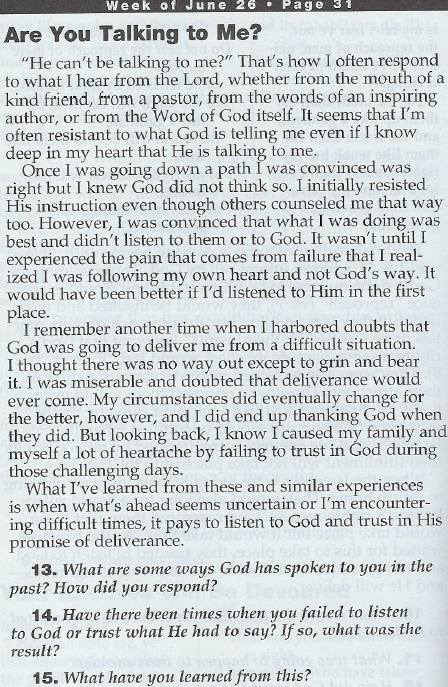 Week of June 26 • Page 31
Are You Talking to Me?
"He can't be talking to me?" That's how I often respond
to what I hear from the Lord, whether from the mouth of a
kind friend, from a pastor, from the words of an inspiring
author, or from the Word of God itself. It seems that I'm
often resistant to what God is telling me even if I know
deep in my heart that He is talking to me.
Once I was going down a path I was convinced was
right but I knew God did not think so. I initially resisted
His instruction even though others counseled me that way
too. However, I was convinced that what I was doing was
best and didn't listen to them or to God. It wasn't until I
experienced the pain that comes from failure that I real-
ized I was following my own heart and not God's way. It
would have been better if I'd listened to Him in the first
place.
I remember another time when I harbored doubts that
God was going to deliver me from a difficult situation.
I thought there was no way out except to grin and bear
it. I was miserable and doubted that deliverance would
ever come. My circumstances did eventually change for
the better, however, and I did end up thanking God when
they did. But looking back, I know I caused my family and
myself a lot of heartache by failing to trust in God during
those challenging days.
What I've learned from these and similar experiences
is when what's ahead seems uncertain or I'm encounter-
ing difficult times, it pays to listen to God and trust in His
promise of deliverance.
13. What are some ways God has spoken to you in the
past? How did you respond?
14. Have there been times when you failed to listen
to God or trust what He had to say? If so, what was the
result?
15. What have you learned from this?